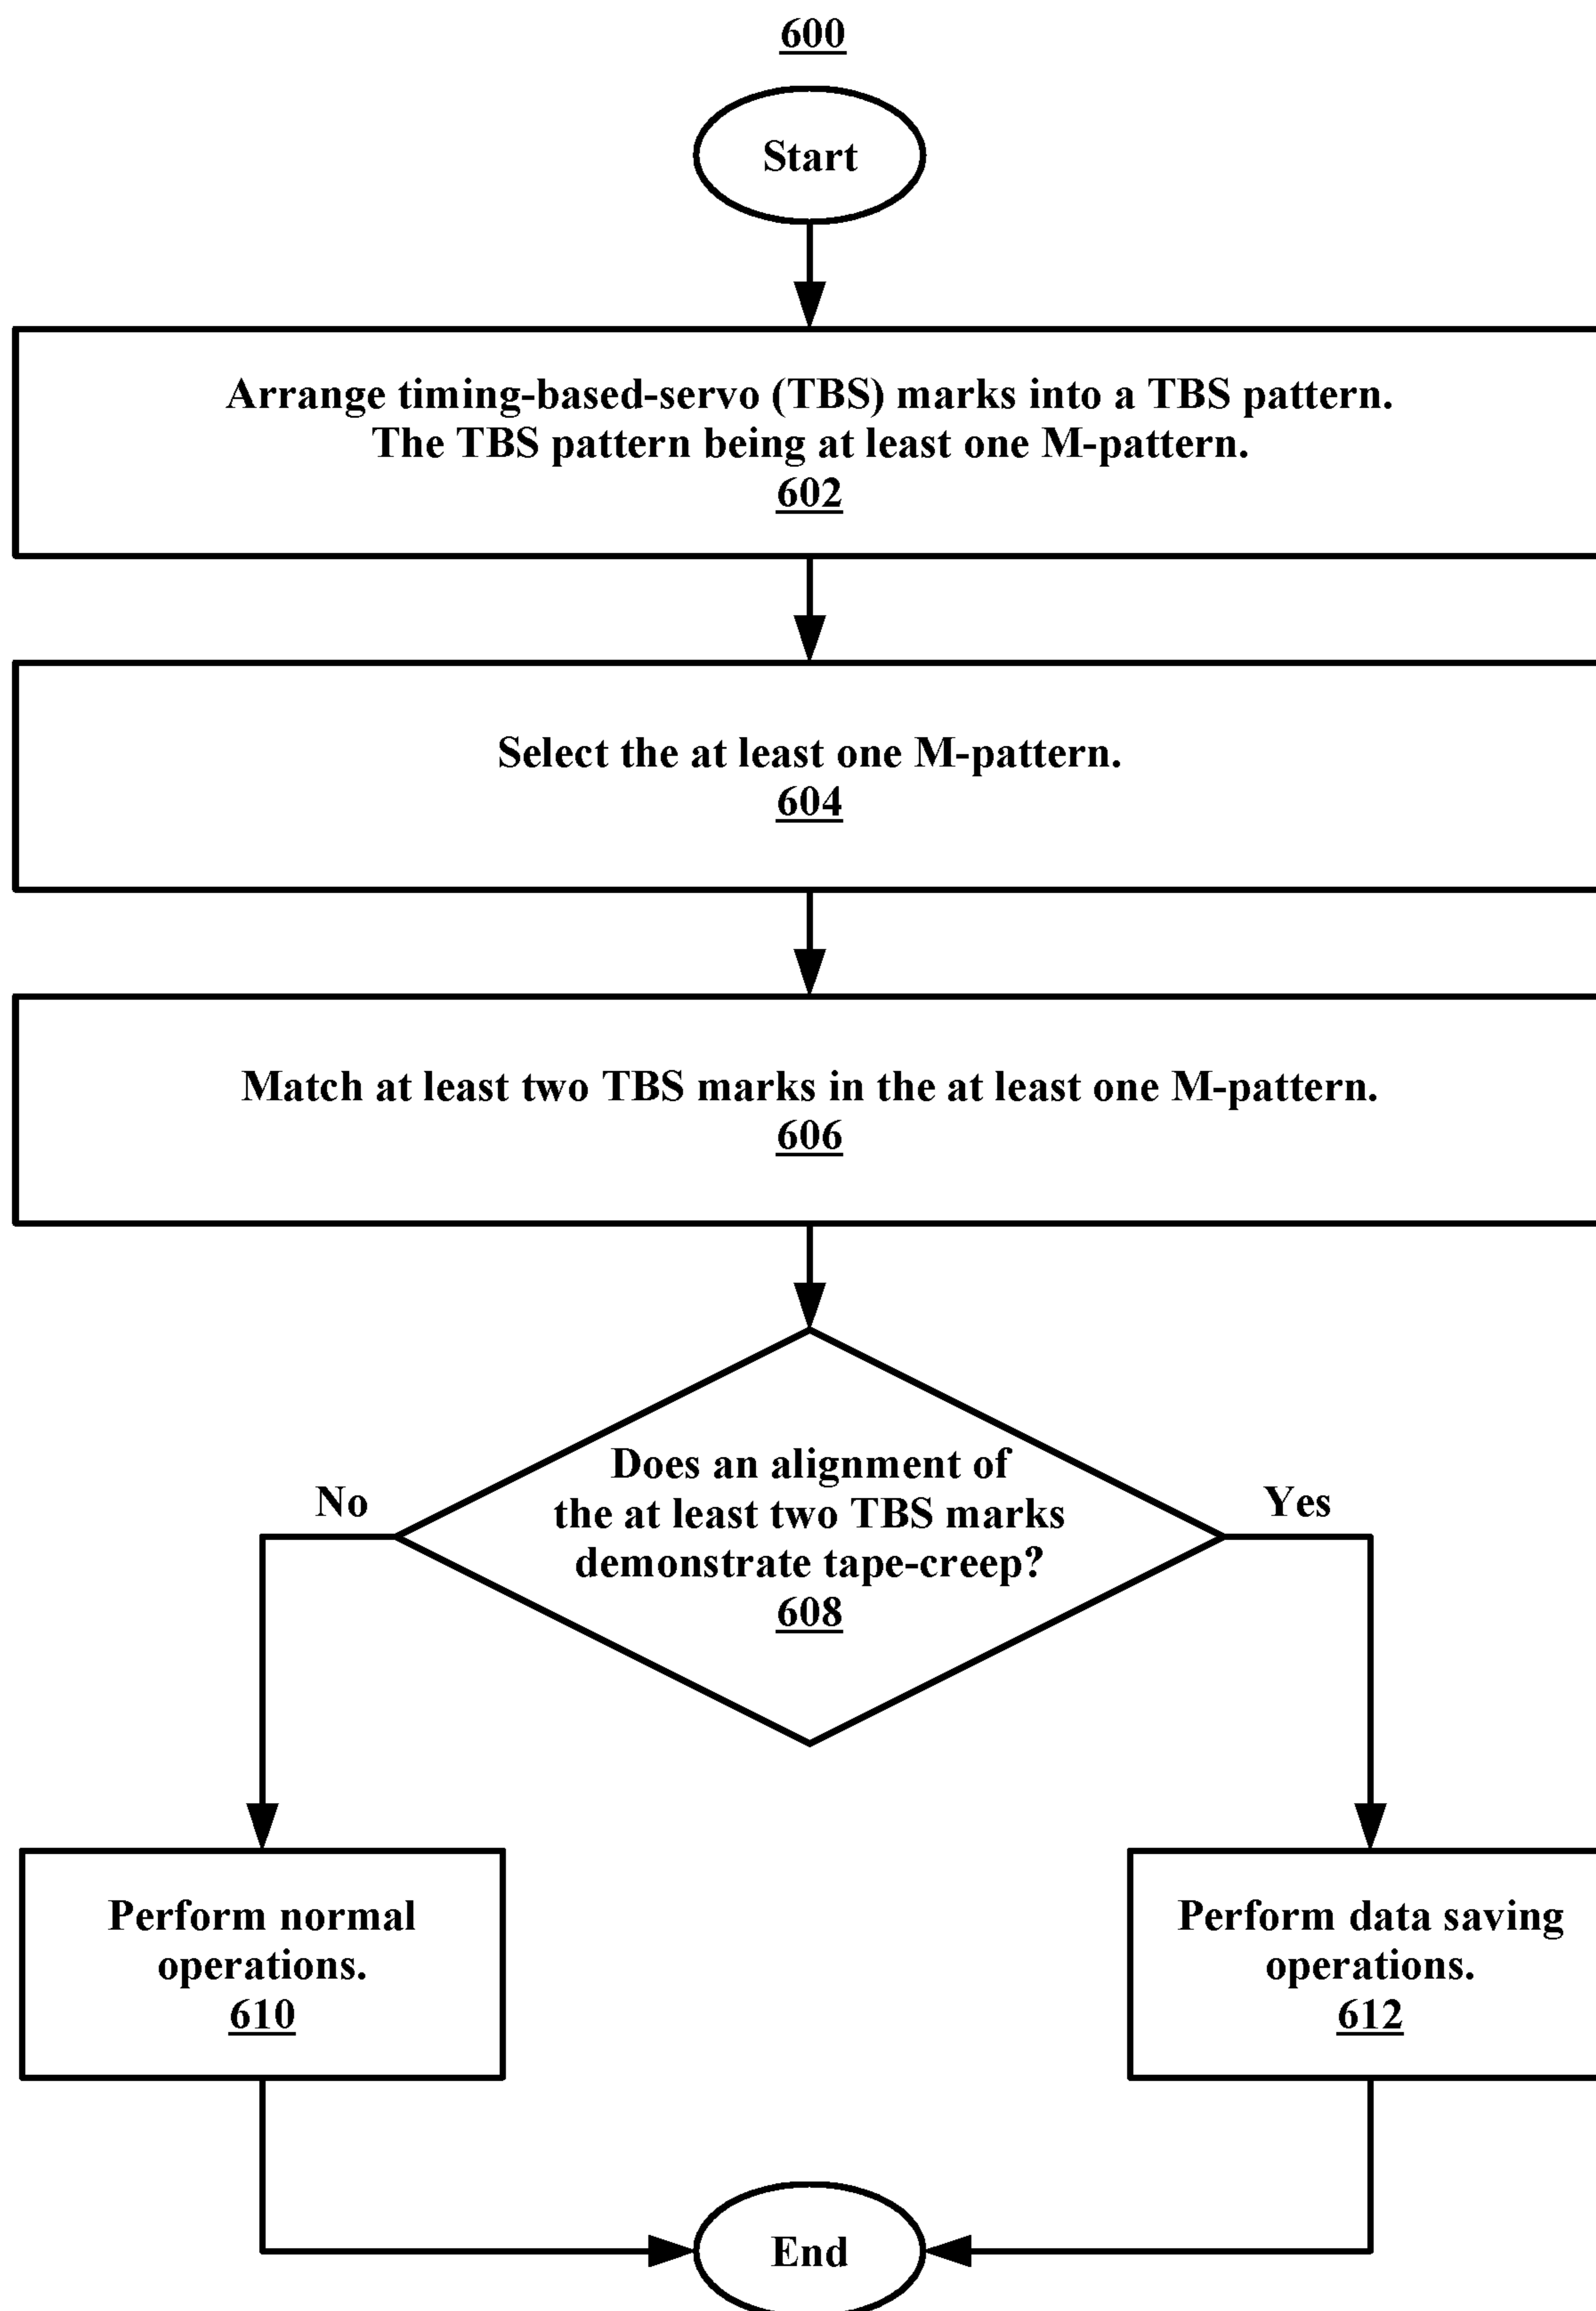 600
Start
Arrange timing-based-servo (TBS) marks into a TBS pattern.
The TBS pattern being at least one M-pattern.
602
Select the at least one M-pattern.
604
Match at least two TBS marks in the at least one M-pattern.
606
Does an alignment of
the at least two TBS marks
demonstrate tape-creep?
608
No
Yes
Perform normal
operations.
610
Perform data saving
operations.
612
End